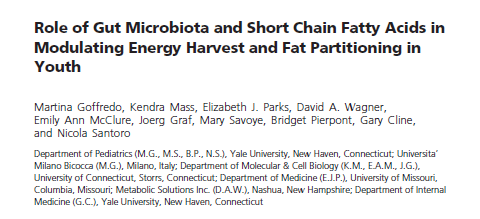 Role of Gut Microbiota and Short Chain Fatty Acids in
Modulating Energy Harvest and Fat Partitioning in
Youth
Martina Goffredo, Kendra Mass, Elizabeth J. Parks, David A. Wagner,
Emily Ann McClure, Joerg Graf, Mary Savoye, Bridget Pierpont, Gary Cline,
and Nicola Santoro
Department of Pediatrics (M.G., M.S., B.P., N.S.), Yale University, New Haven, Connecticut; Universita'
Milano Bicocca (M.G.), Milano, Italy; Department of Molecular & Cell Biology (K.M., E.A.M., J.G.),
University of Connecticut, Storrs, Connecticut; Department of Medicine (E.J.P.), University of Missouri,
Columbia, Missouri; Metabolic Solutions Inc. (D.A.W.), Nashua, New Hampshire; Department of Internal
Medicine (G.C.), Yale University, New Haven, Connecticut